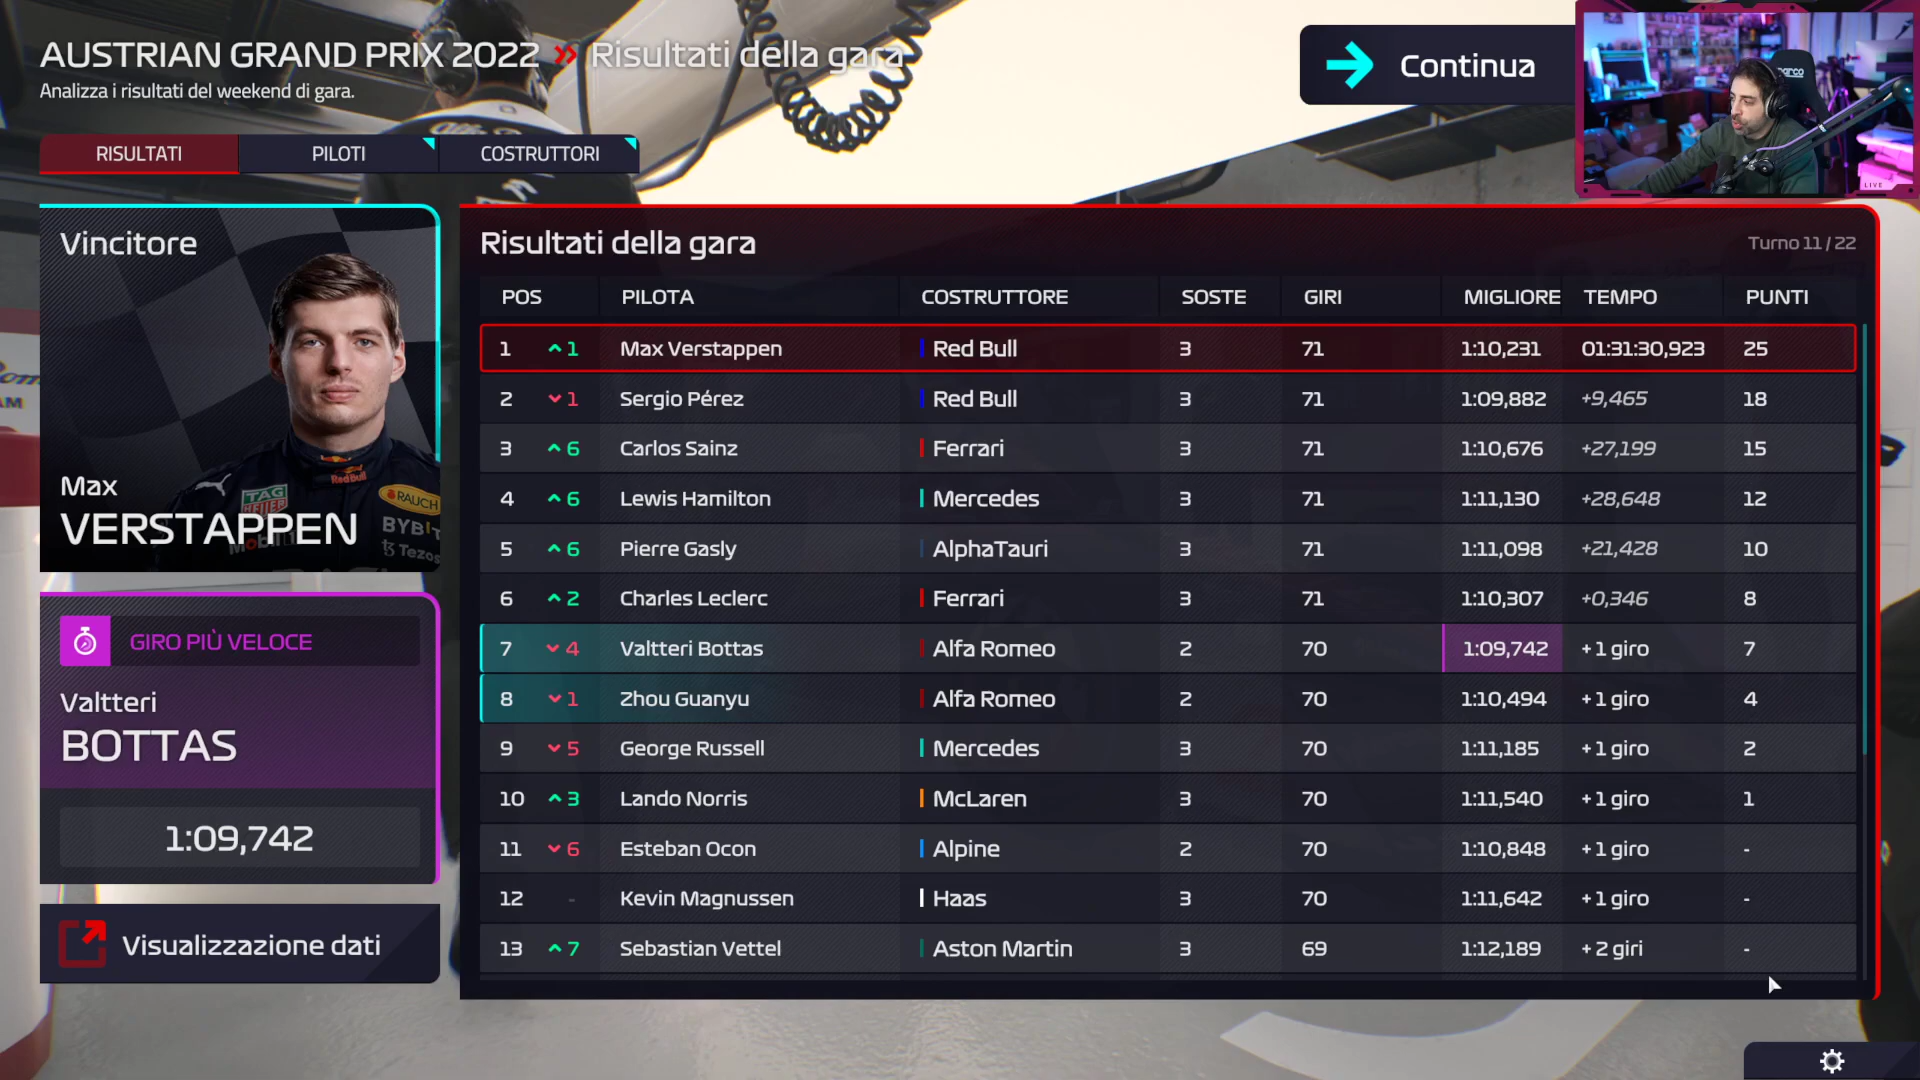 AUSTRIAN GRAND PRIX 2022 » Risultati della gara
Analizza i risultati del weekend di gara.
Continua
RISULTATI PILOTI COSTRUTTORI
LIVE
Vincitore
Max
VERSTAPPEN
TAG
HEUER
Red Bull
RAUCH
BYBIT
Tezos
GIRO PIÙ VELOCE
Valtteri
BOTTAS
1:09,742
Visualizzazione dati
Risultati della gara Turno 11 / 22
POS PILOTA COSTRUTTORE SOSTE GIRI MIGLIORE TEMPO PUNTI
1 1 Max Verstappen Red Bull 3 71 1:10,231 01:31:30,923 25
2 1 Sergio Pérez Red Bull 3 71 1:09,882 +9,465 18
3 6 Carlos Sainz Ferrari 3 71 1:10,676 +27,199 15
4 6 Lewis Hamilton Mercedes 3 71 1:11,130 +28,648 12
5 6 Pierre Gasly AlphaTauri 3 71 1:11,098 +21,428 10
6 2 Charles Leclerc Ferrari 3 71 1:10,307 +0,346 8
7 4 Valtteri Bottas Alfa Romeo 2 70 1:09,742 + 1 giro 7
8 1 Zhou Guanyu Alfa Romeo 2 70 1:10,494 + 1 giro 4
9 5 George Russell Mercedes 3 70 1:11,185 + 1 giro 2
10 3 Lando Norris McLaren 3 70 1:11,540 + 1 giro 1
11 6 Esteban Ocon Alpine 2 70 1:10,848 + 1 giro -
12 - Kevin Magnussen Haas 3 70 1:11,642 + 1 giro -
13 7 Sebastian Vettel Aston Martin 3 69 1:12,189 + 2 giri -